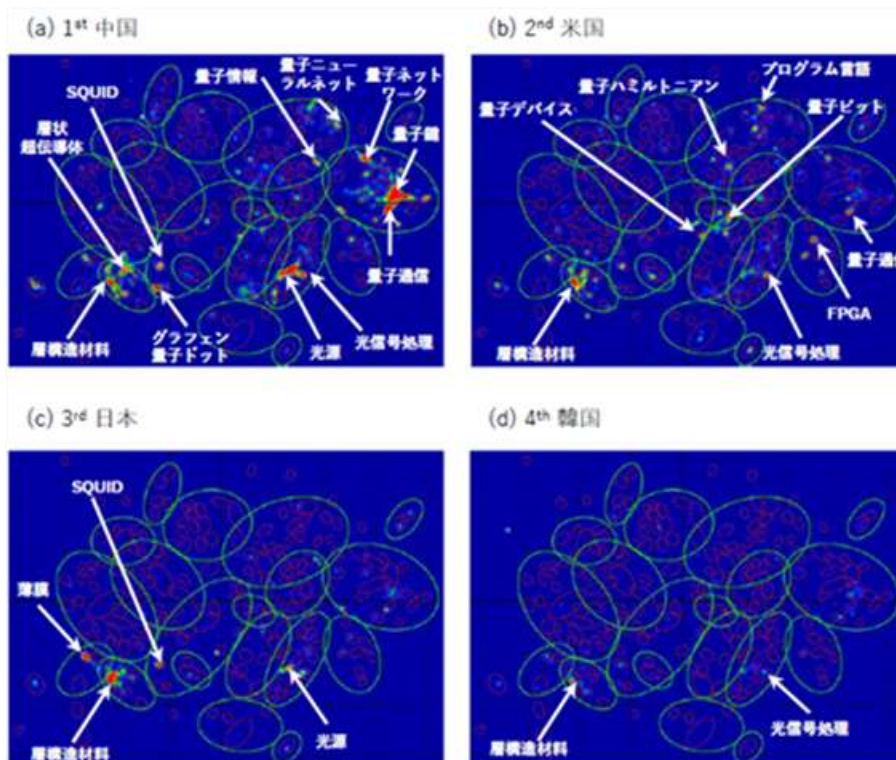 (a) 1st 中国
SQUID
量子情報
量子ニュー
ラルネット
量子ネット
ワーク
層状
超伝導体
量子鍵
量子通信
層構造材料
グラフェン
量子ドット
光源
光信号処理
(b) 2nd 米国
プログラム言語
量子ハミルトニアン
量子デバイス
量子ビット
量子通信
FPGA
層構造材料
光信号処理
(c) 3rd 日本
SQUID
薄膜
層構造材料
光源
(d) 4th 韓国
層構造材料
光信号処理